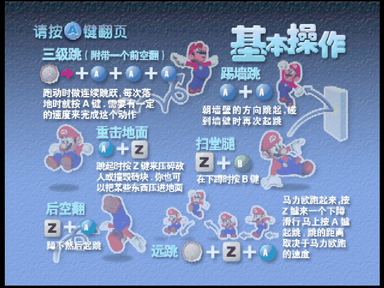 请按A键翻页
基本操作
三级跳（附带一个前空翻）
+ A + A + A
跑动时做连续跳跃,每次落
地时就按A键,需要有一定
的速度来完成这个动作
踢墙跳
朝墙壁的方向跳起,碰
到墙壁时再次起跳
重击地面
A + Z
跳起时按Z键来压碎敌
人或撞毁砖块,你也可
以把某些东西压进地面
扫堂腿
Z + B
在下蹲时按B键
后空翻
Z + A
蹲下然后起跳
远跳
+ Z + A
马力欧跑起来,按
Z键来一个下蹲
滑行马上按A键
起跳,跳的距离
取决于马力欧跑
的速度